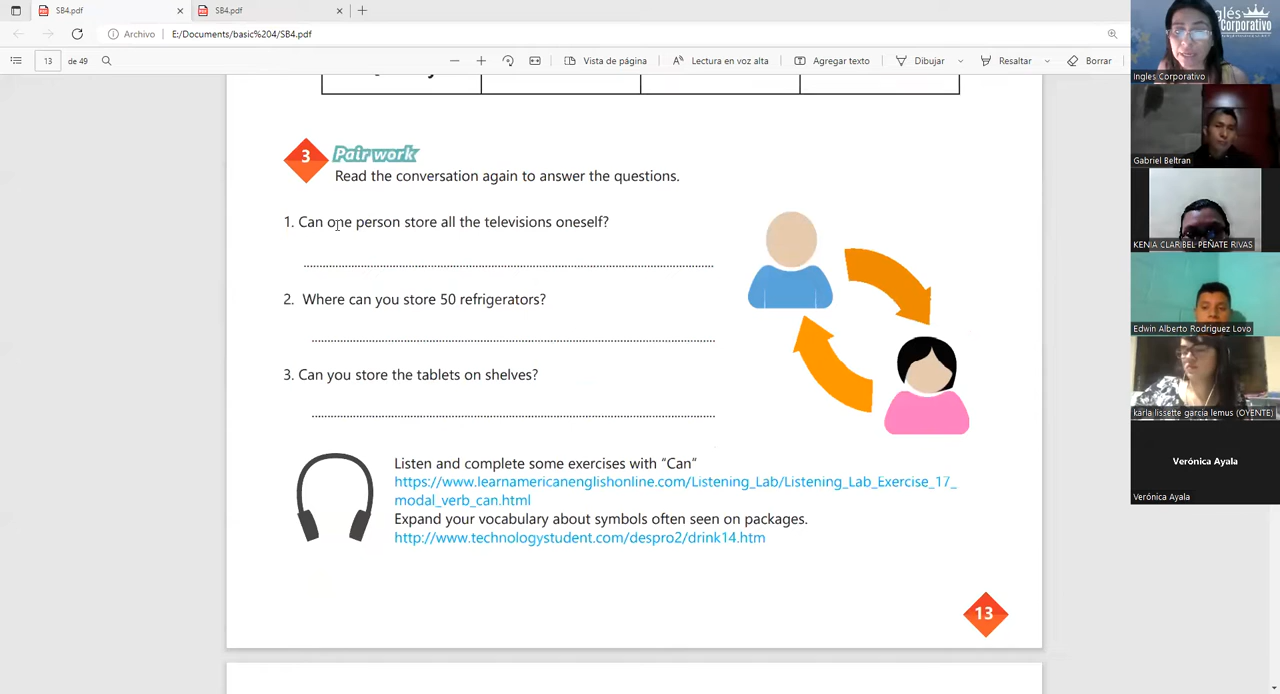 SB4.pdf
SB4.pdf
Archivo
E:/Documents/basic%204/SB4.pdf
13
de 49
Vista de página
Lectura en voz alta
Agregar texto
Dibujar
Resaltar
Borrar
3
Pair work
Read the conversation again to answer the questions.
1. Can one person store all the televisions oneself?
2. Where can you store 50 refrigerators?
3. Can you store the tablets on shelves?
Listen and complete some exercises with “Can“
https://www.learnamericanenglishonline.com/Listening_Lab/Listening_Lab_Exercise_17_
modal_verb_can.html
Expand your vocabulary about symbols often seen on packages.
http://www.technologystudent.com/despro2/drink14.htm
13
Inglés
Corporativo
Ingles Corporativo
Gabriel Beltran
KENIA CLARIBEL PEÑATE RIVAS
Edwin Alberto Rodriguez Lovo
karla lissette garcia lemus (OYENTE)
Verónica Ayala
Verónica Ayala